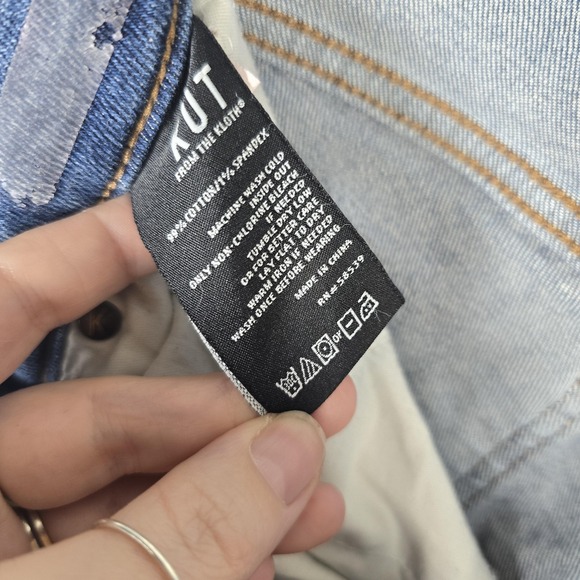 KUT
FROM THE KLOTH®
99% COTTON/1% SPANDEX
MACHINE WASH COLD
INSIDE OUT
ONLY NON-CHLORINE BLEACH
IF NEEDED
TUMBLE DRY LOW
OR FOR BETTER CARE
LAY FLAT TO DRY
WARM IRON IF NEEDED
WASH ONCE BEFORE WEARING
MADE IN CHINA
RN# 58539
or